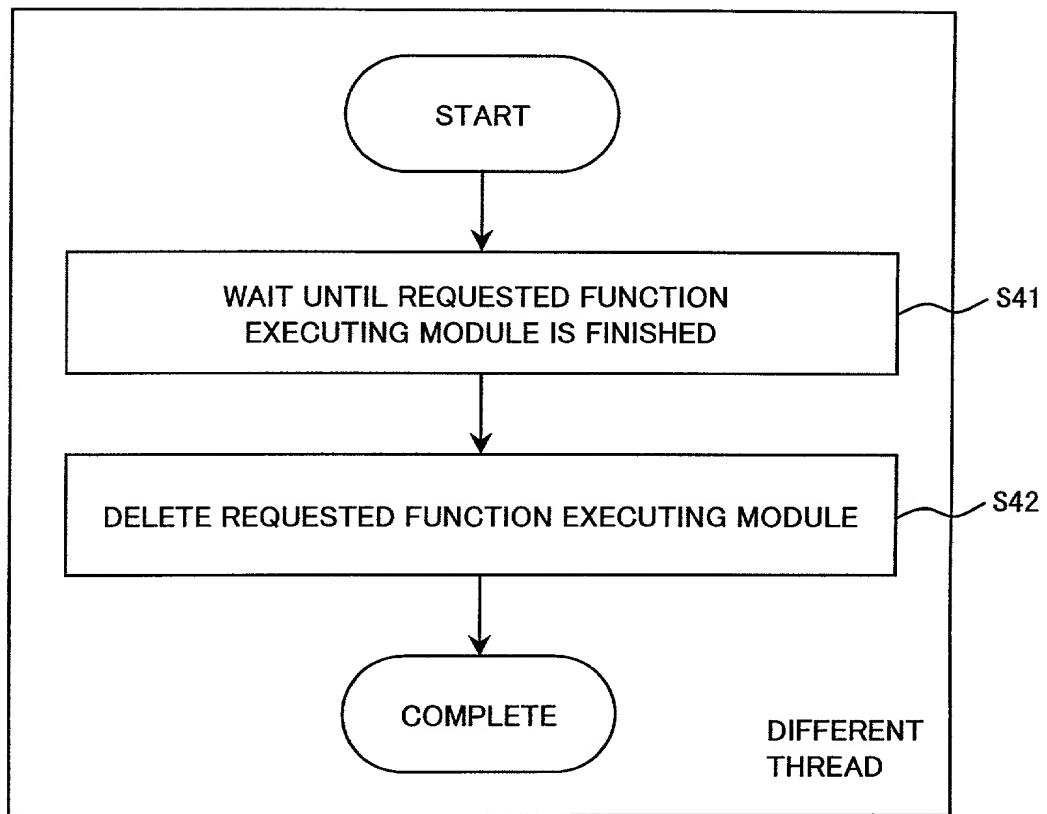 START
WAIT UNTIL REQUESTED FUNCTION
EXECUTING MODULE IS FINISHED
S41
DELETE REQUESTED FUNCTION EXECUTING MODULE
S42
COMPLETE
DIFFERENT
THREAD